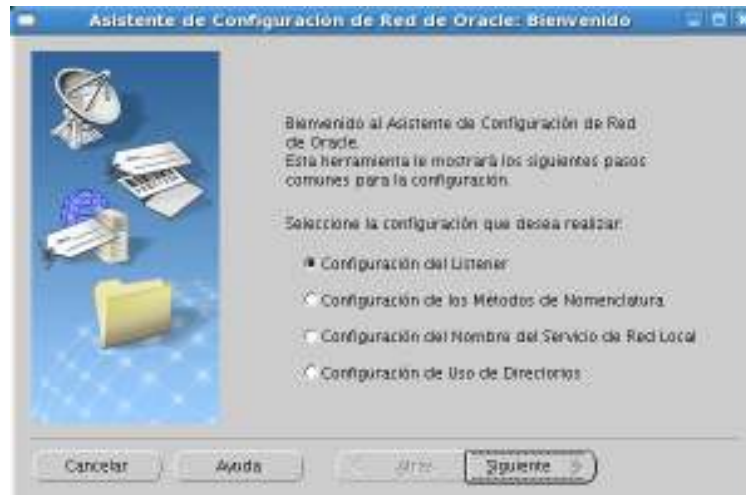 Asistente de Configuración de Red de Oracle: Bienvenido
Bienvenido al Asistente de Configuración de Red
de Oracle.
Esta herramienta le mostrará los siguientes pasos
comunes para la configuración.
Seleccione la configuración que desea realizar:
Configuración del Listener
Configuración de los Métodos de Nomenclatura
Configuración del Nombre del Servicio de Red Local
Configuración de Uso de Directorios
Cancelar
Ayuda
Atrás
Siguiente